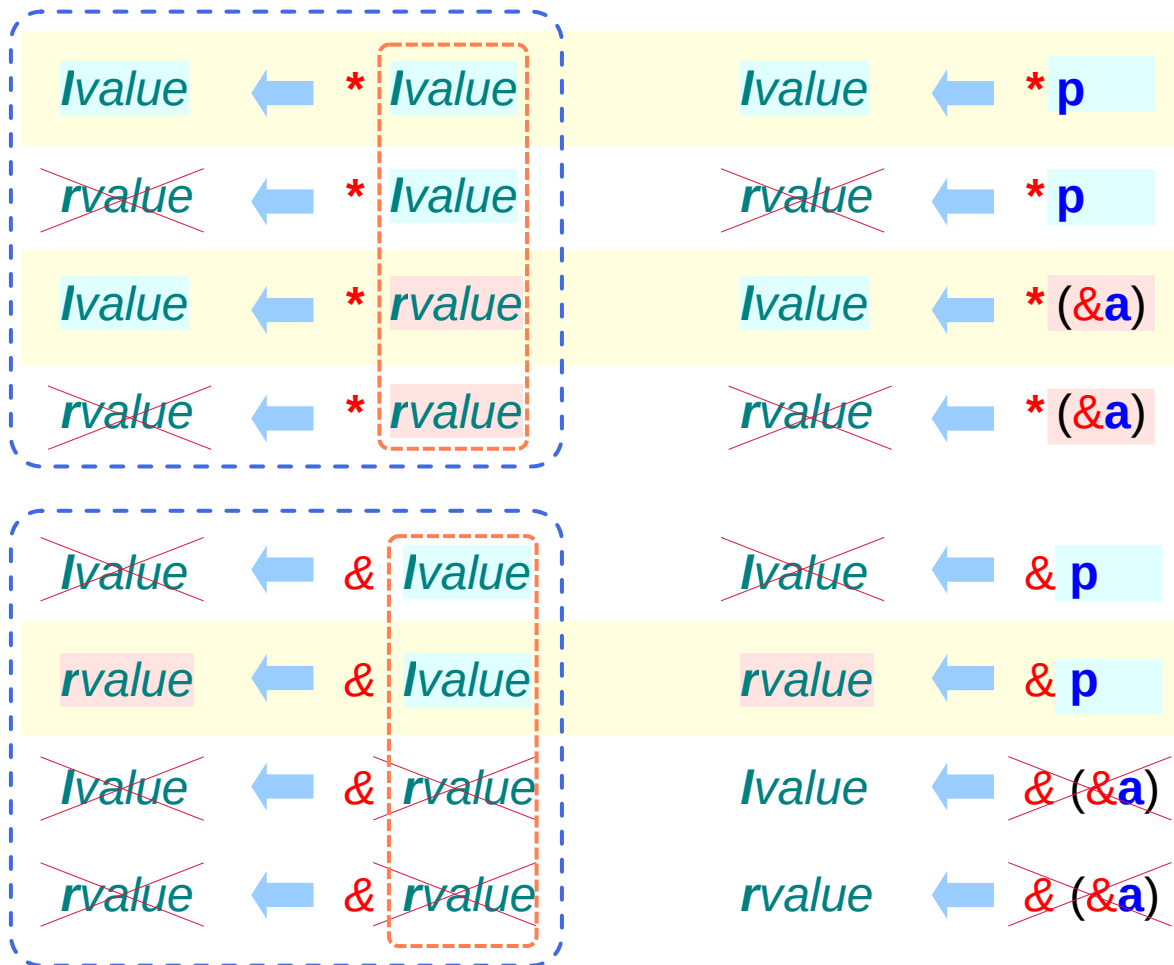 lvalue * lvalue lvalue * p
rvalue * lvalue rvalue * p
lvalue * rvalue lvalue * (&a)
rvalue * rvalue rvalue * (&a)
lvalue & lvalue lvalue & p
rvalue & lvalue rvalue & p
lvalue & rvalue lvalue & (&a)
rvalue & rvalue rvalue & (&a)